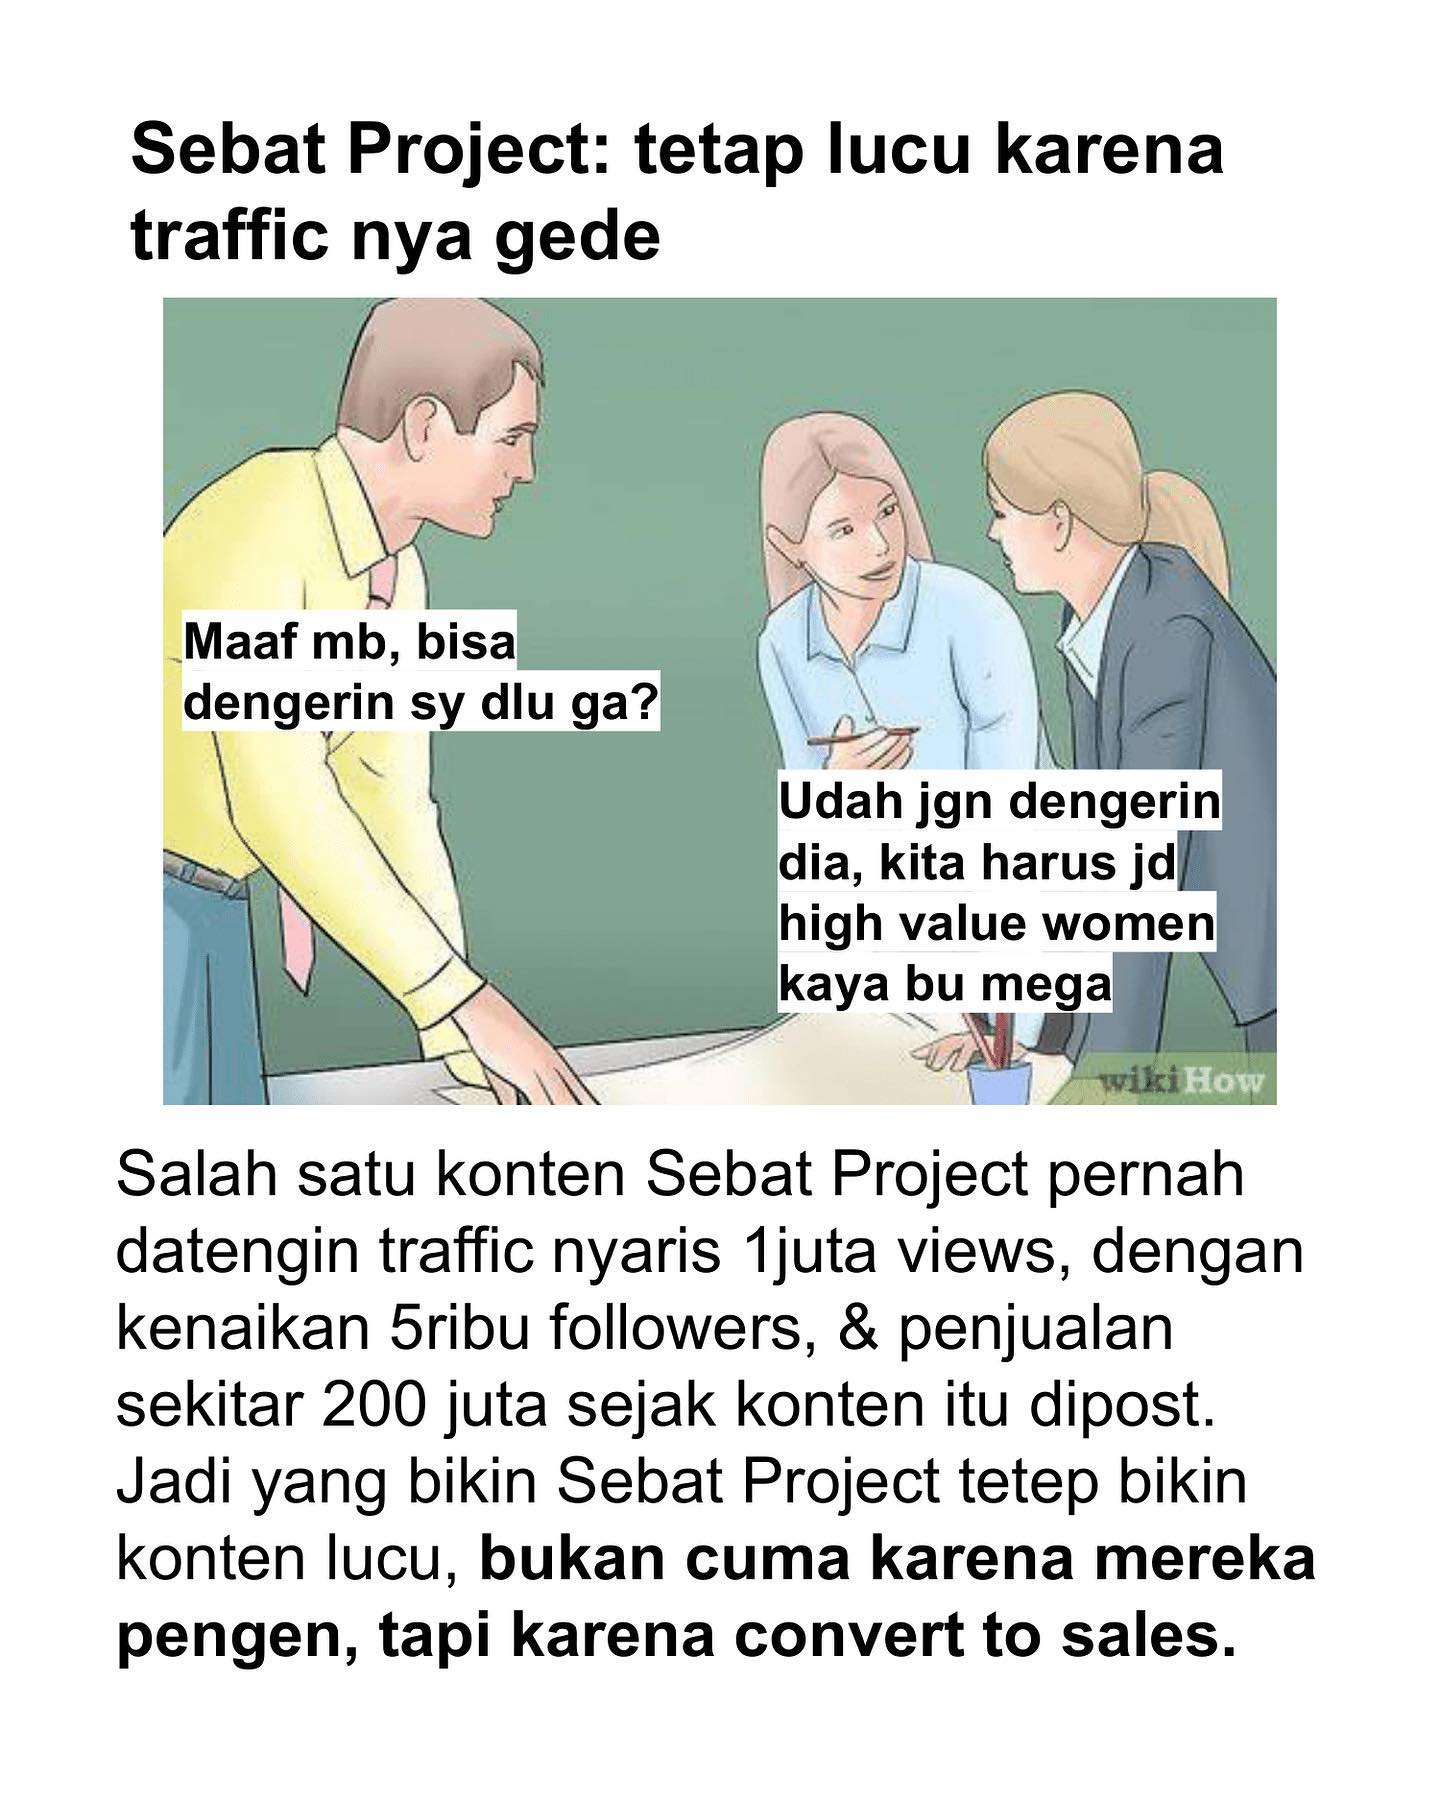 Sebat Project: tetap lucu karena
traffic nya gede
Maaf mb, bisa
dengerin sy dlu ga?
Udah jgn dengerin
dia, kita harus jd
high value women
kaya bu mega
wikiHow
Salah satu konten Sebat Project pernah
datengin traffic nyaris 1juta views, dengan
kenaikan 5ribu followers, & penjualan
sekitar 200 juta sejak konten itu dipost.
Jadi yang bikin Sebat Project tetep bikin
konten lucu, bukan cuma karena mereka
pengen, tapi karena convert to sales.